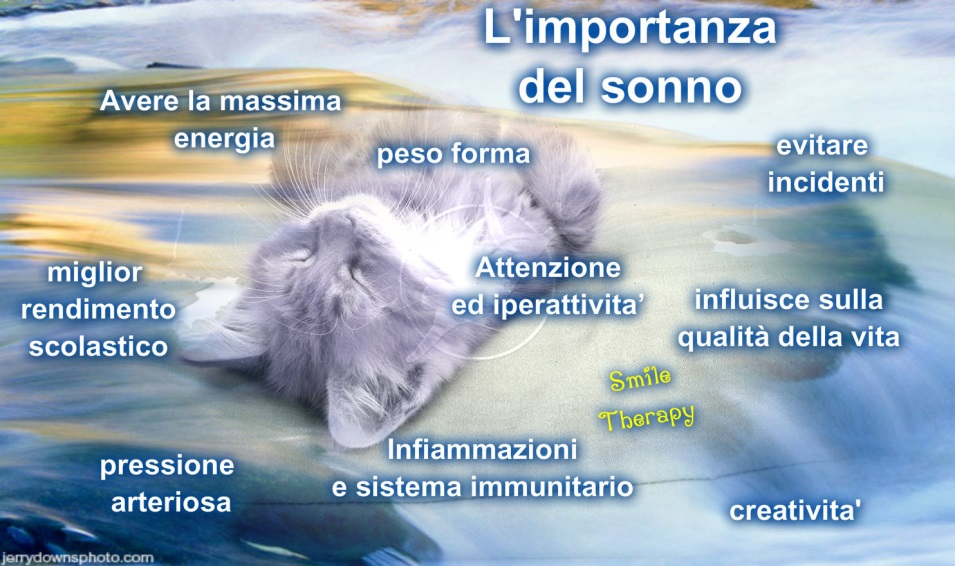 L'importanza
del sonno
Avere la massima
energia
peso forma
evitare
incidenti
miglior
rendimento
scolastico
Attenzione
ed iperattivita’
influisce sulla
qualità della vita
Smile
Therapy
Infiammazioni
e sistema immunitario
pressione
arteriosa
creativita'
jerrydownsphoto.com